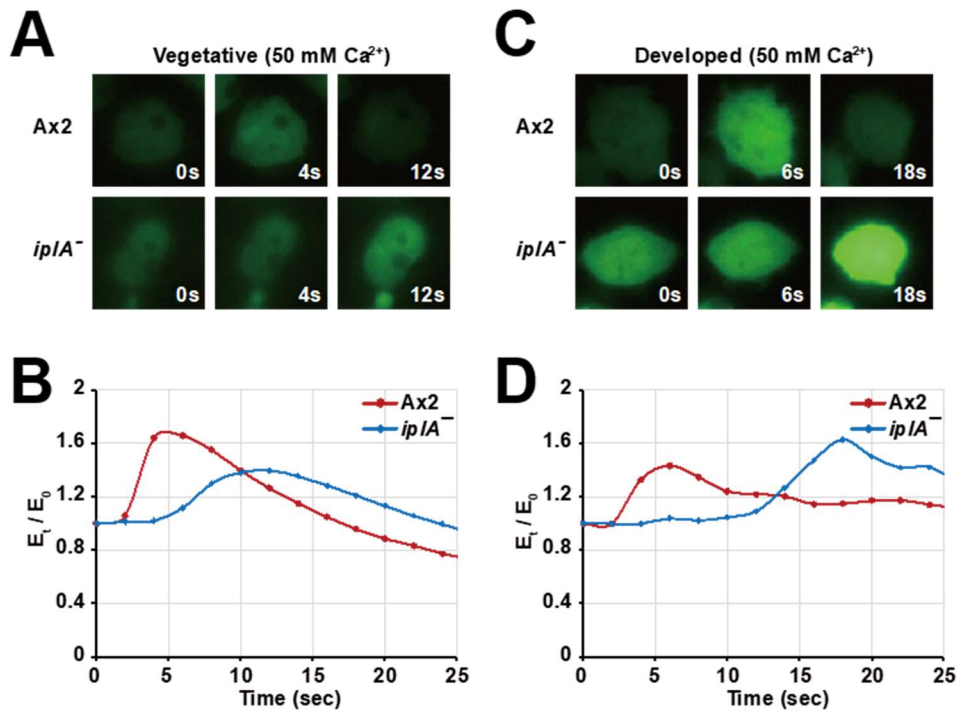 A
Vegetative (50 mM Ca²⁺)
Ax2
0s
4s
12s
iplA⁻
0s
4s
12s
B
2
1.6
1.2
0.8
0.4
0
Eₜ / E₀
Ax2
iplA⁻
0
5
10
15
20
25
Time (sec)
C
Developed (50 mM Ca²⁺)
Ax2
0s
6s
18s
iplA⁻
0s
6s
18s
D
2
1.6
1.2
0.8
0.4
0
Eₜ / E₀
Ax2
iplA⁻
0
5
10
15
20
25
Time (sec)